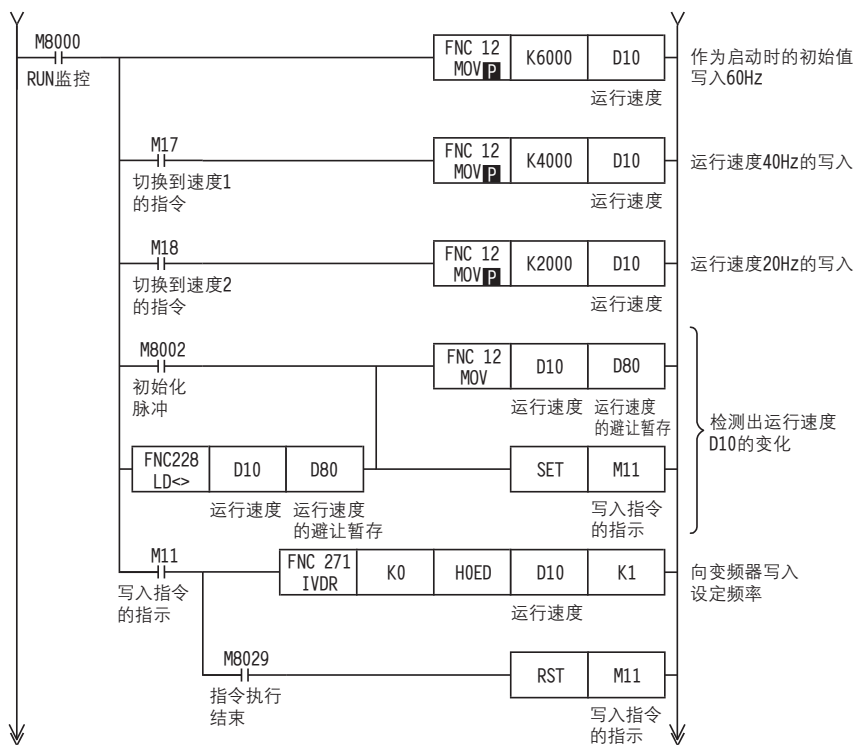 M8000
RUN监控
FNC 12
MOVP
K6000
D10
运行速度
作为启动时的初始值
写入60Hz
M17
切换到速度1
的指令
FNC 12
MOVP
K4000
D10
运行速度
运行速度40Hz的写入
M18
切换到速度2
的指令
FNC 12
MOVP
K2000
D10
运行速度
运行速度20Hz的写入
M8002
初始化
脉冲
FNC 12
MOV
D10
D80
运行速度
运行速度
的避让暂存
FNC228
LD<>
D10
D80
运行速度
运行速度
的避让暂存
SET
M11
写入指令
的指示
检测出运行速度
D10的变化
M11
写入指令
的指示
FNC 271
IVDR
K0
H0ED
D10
K1
运行速度
向变频器写入
设定频率
M8029
指令执行
结束
RST
M11
写入指令
的指示